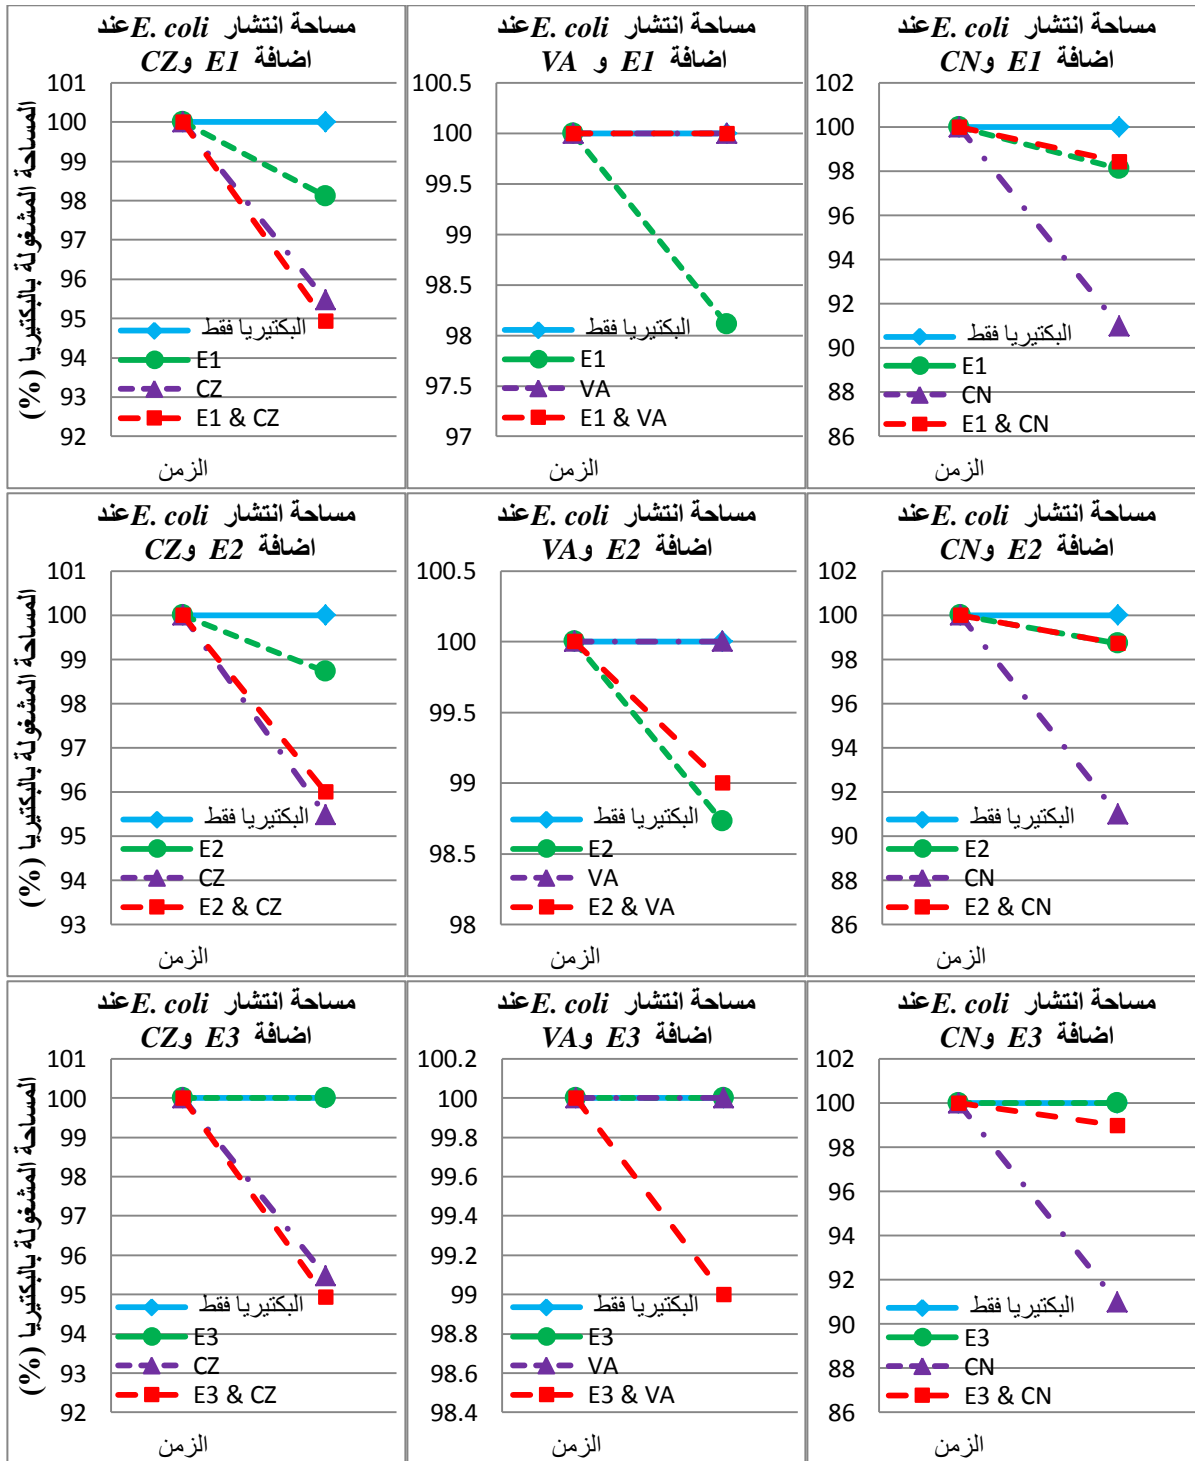 مساحة انتشار E. coli عند
اضافة E1 وCZ
المساحة المشغولة بالبكتيريا (%)
101
100
99
98
97
96
95
94
93
92
البكتيريا فقط
E1
CZ
E1 & CZ
الزمن
مساحة انتشار E. coli عند
اضافة E1 و VA
100.5
100
99.5
99
98.5
98
97.5
97
البكتيريا فقط
E1
VA
E1 & VA
الزمن
مساحة انتشار E. coli عند
اضافة E1 وCN
102
100
98
96
94
92
90
88
86
البكتيريا فقط
E1
CN
E1 & CN
الزمن
مساحة انتشار E. coli عند
اضافة E2 وCZ
المساحة المشغولة بالبكتيريا (%)
101
100
99
98
97
96
95
94
93
البكتيريا فقط
E2
CZ
E2 & CZ
الزمن
مساحة انتشار E. coli عند
اضافة E2 وVA
100.5
100
99.5
99
98.5
98
البكتيريا فقط
E2
VA
E2 & VA
الزمن
مساحة انتشار E. coli عند
اضافة E2 وCN
102
100
98
96
94
92
90
88
86
البكتيريا فقط
E2
CN
E2 & CN
الزمن
مساحة انتشار E. coli عند
اضافة E3 وCZ
المساحة المشغولة بالبكتيريا (%)
101
100
99
98
97
96
95
94
93
92
البكتيريا فقط
E3
CZ
E3 & CZ
الزمن
مساحة انتشار E. coli عند
اضافة E3 وVA
100.2
100
99.8
99.6
99.4
99.2
99
98.8
98.6
98.4
البكتيريا فقط
E3
VA
E3 & VA
الزمن
مساحة انتشار E. coli عند
اضافة E3 وCN
102
100
98
96
94
92
90
88
86
البكتيريا فقط
E3
CN
E3 & CN
الزمن